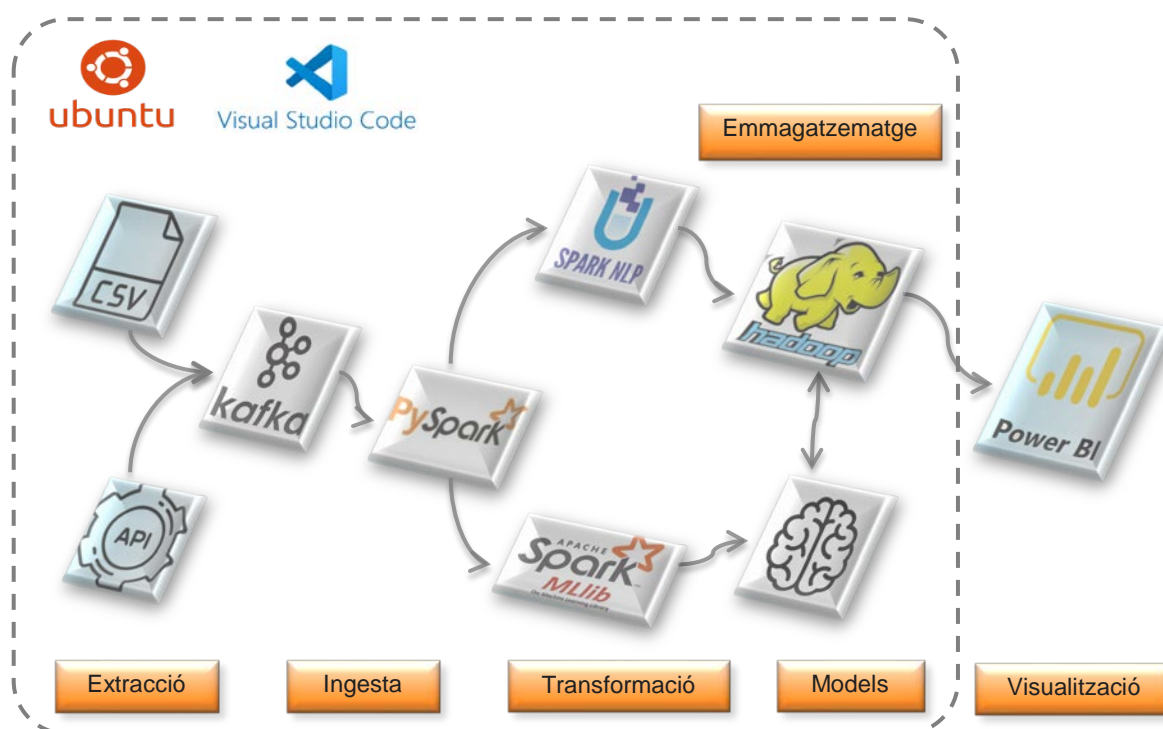 ubuntu
Visual Studio Code
Emmagatzematge
CSV
SPARK NLP
hadoop
kafka
PySpark
Power BI
API
APACHE
Spark
MLlib
Extracció
Ingesta
Transformació
Models
Visualització